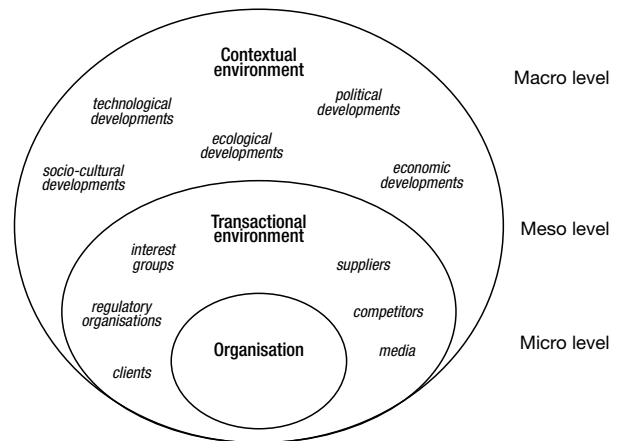 Contextual
environment
Macro level
technological
developments
political
developments
ecological
developments
socio-cultural
developments
economic
developments
Transactional
environment
Meso level
interest
groups
suppliers
regulatory
organisations
competitors
Organisation
media
Micro level
clients